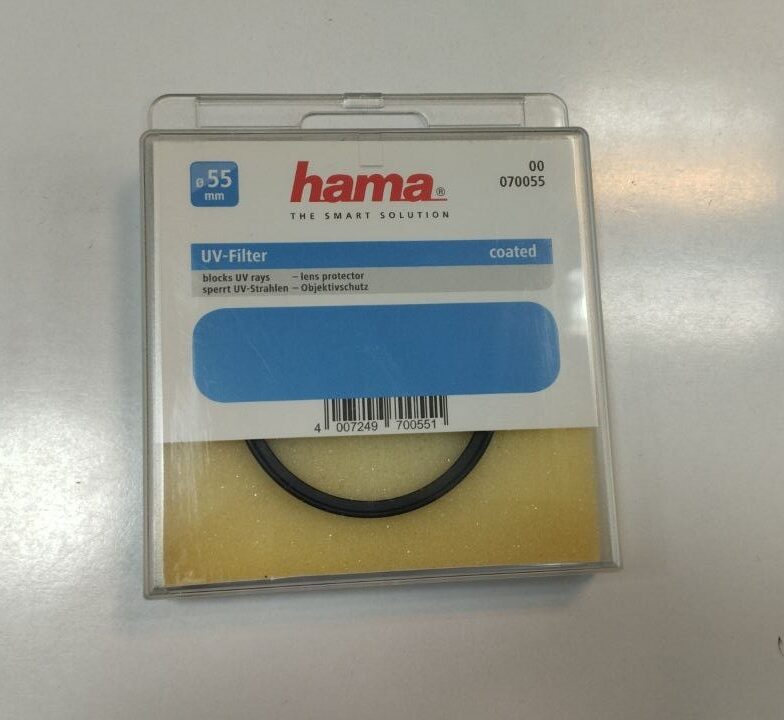 ø 55
mm
hama®
THE SMART SOLUTION
00
070055
UV-Filter coated
blocks UV rays – lens protector
sperrt UV-Strahlen – Objektivschutz
4 007249 700551